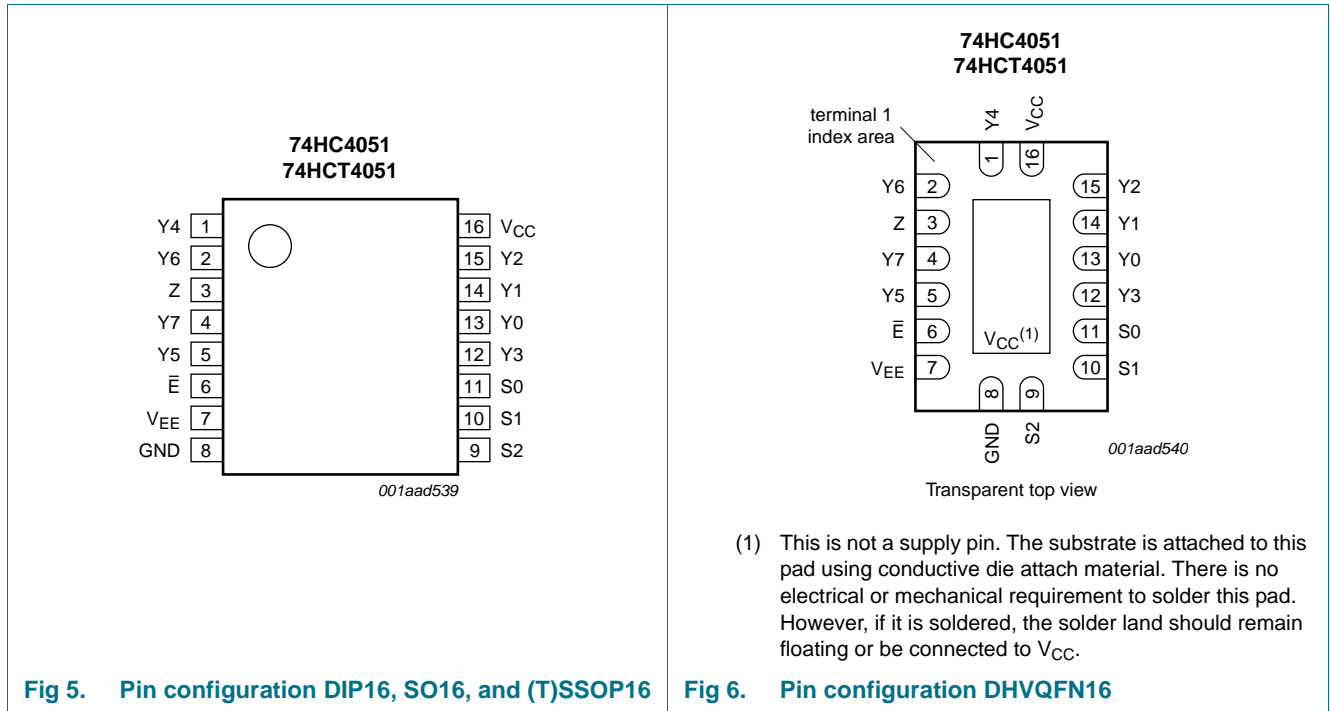 74HC4051
74HCT4051
Y4 1
Y6 2
Z 3
Y7 4
Y5 5
E̅ 6
VEE 7
GND 8
16 VCC
15 Y2
14 Y1
13 Y0
12 Y3
11 S0
10 S1
9 S2
001aad539
Fig 5. Pin configuration DIP16, SO16, and (T)SSOP16
74HC4051
74HCT4051
terminal 1
index area
Y4
VCC
1
16
Y6 2
Z 3
Y7 4
Y5 5
E̅ 6
VEE 7
15 Y2
14 Y1
13 Y0
12 Y3
11 S0
10 S1
VCC(1)
8
9
GND
S2
001aad540
Transparent top view
(1) This is not a supply pin. The substrate is attached to this
pad using conductive die attach material. There is no
electrical or mechanical requirement to solder this pad.
However, if it is soldered, the solder land should remain
floating or be connected to VCC.
Fig 6. Pin configuration DHVQFN16